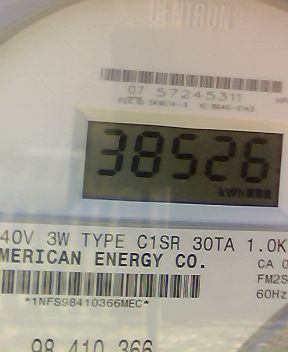 CENTRON
07 57245311
38526
kWh
40V 3W TYPE C1SR 30TA 1.0K
MERICAN ENERGY CO.
CA 0
FM2S
60Hz
*1NFS98410366MEC*
98 410 366